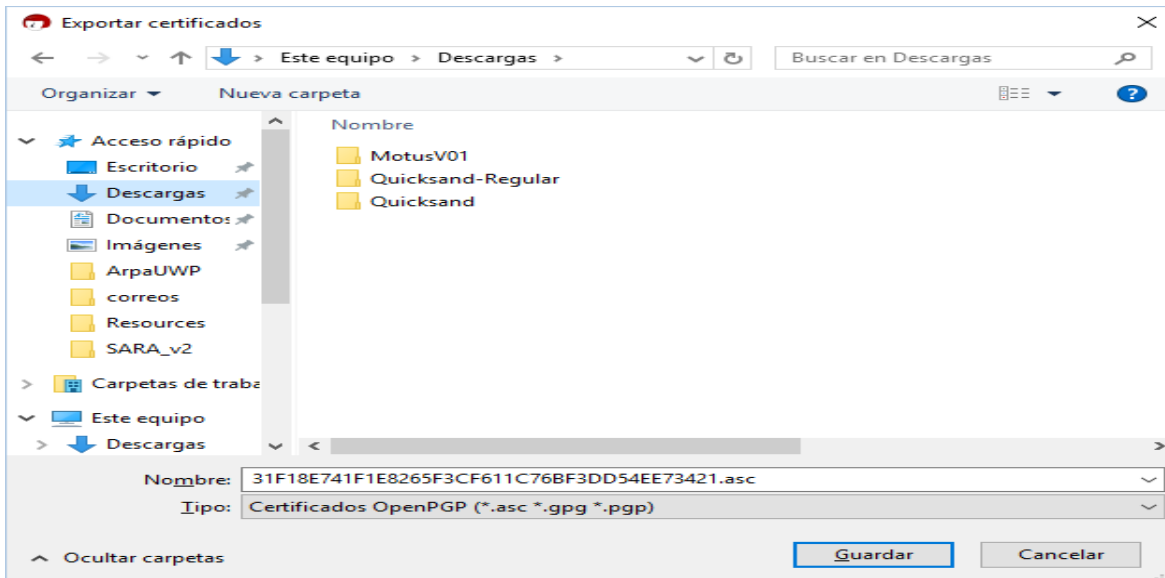 Exportar certificados
Este equipo > Descargas >
Buscar en Descargas
Organizar
Nueva carpeta
Nombre
Acceso rápido
Escritorio
Descargas
Documentos
Imágenes
ArpaUWP
correos
Resources
SARA_v2
Carpetas de traba
Este equipo
Descargas
MotusV01
Quicksand-Regular
Quicksand
Nombre: 31F18E741F1E8265F3CF611C76BF3DD54EE73421.asc
Tipo: Certificados OpenPGP (*.asc *.gpg *.pgp)
Ocultar carpetas
Guardar
Cancelar